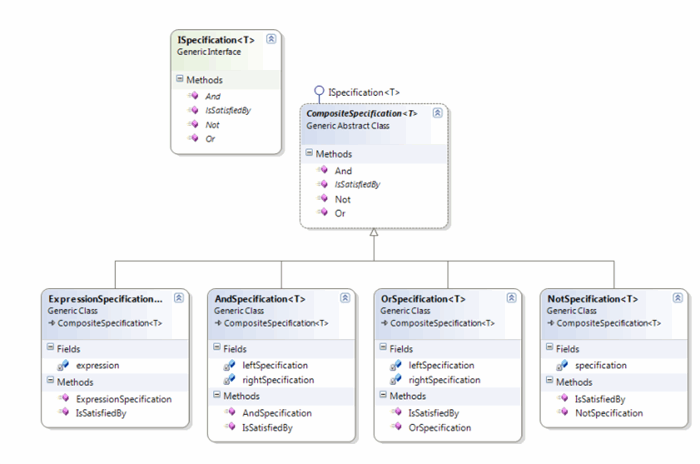 ISpecification<T>
Generic Interface
Methods
And
IsSatisfiedBy
Not
Or
ISpecification<T>
CompositeSpecification<T>
Generic Abstract Class
Methods
And
IsSatisfiedBy
Not
Or
ExpressionSpecification...
Generic Class
CompositeSpecification<T>
Fields
expression
Methods
ExpressionSpecification
IsSatisfiedBy
AndSpecification<T>
Generic Class
CompositeSpecification<T>
Fields
leftSpecification
rightSpecification
Methods
AndSpecification
IsSatisfiedBy
OrSpecification<T>
Generic Class
CompositeSpecification<T>
Fields
leftSpecification
rightSpecification
Methods
IsSatisfiedBy
OrSpecification
NotSpecification<T>
Generic Class
CompositeSpecification<T>
Fields
specification
Methods
IsSatisfiedBy
NotSpecification